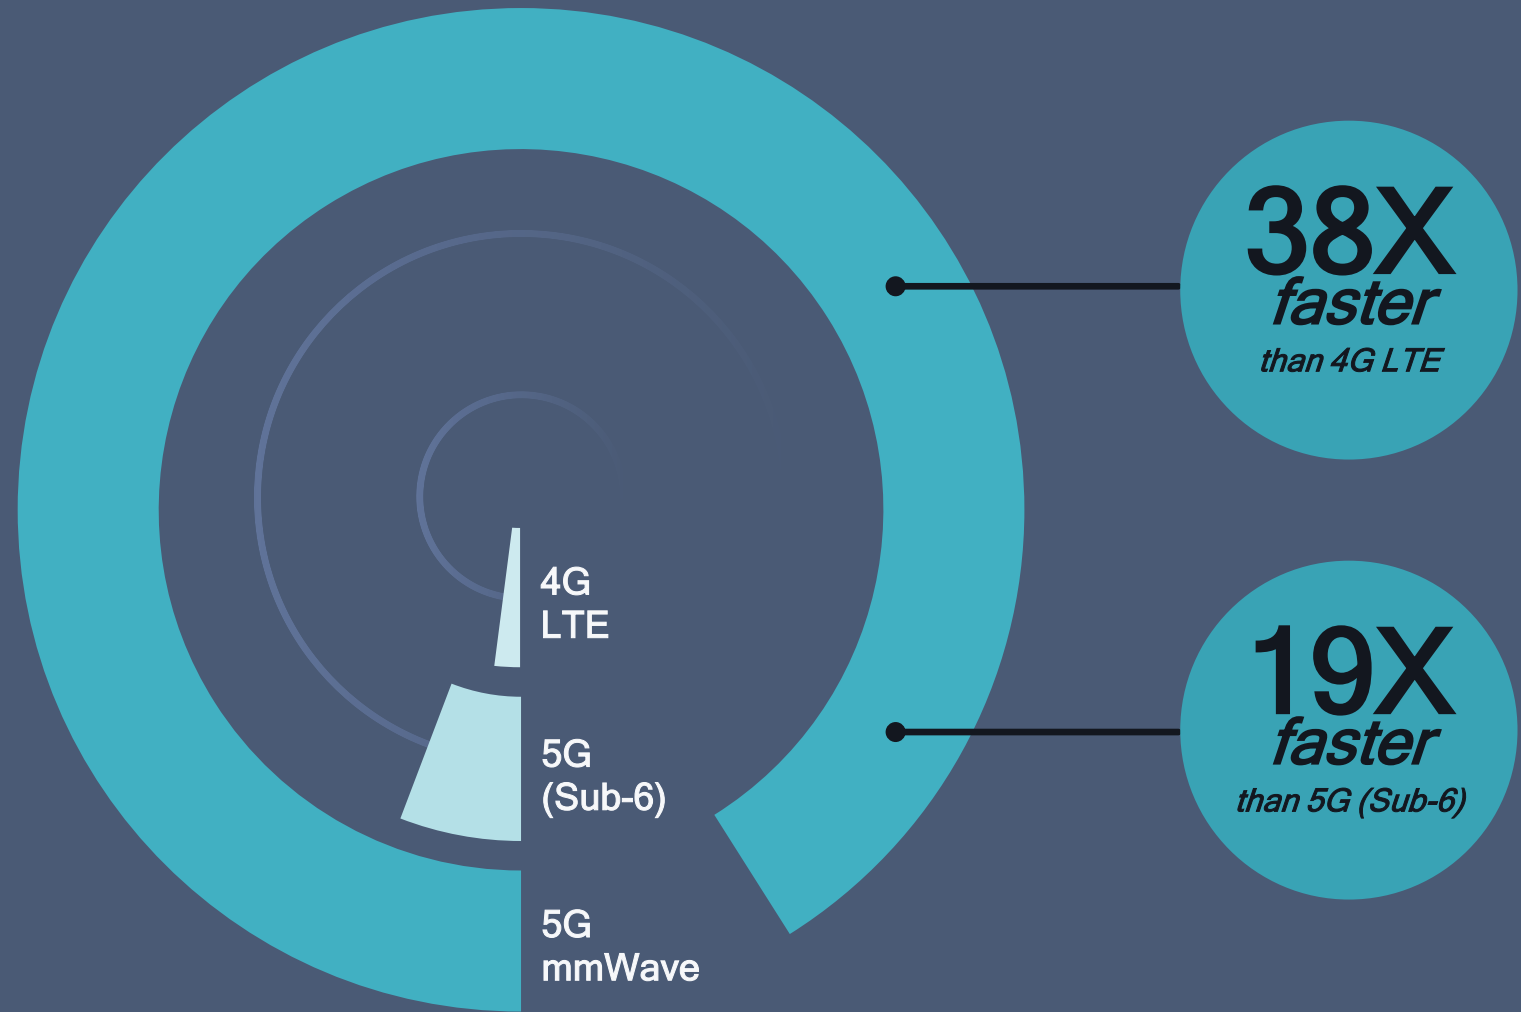 38X
faster
than 4G LTE
4G
LTE
19X
faster
than 5G (Sub-6)
5G
(Sub-6)
5G
mmWave